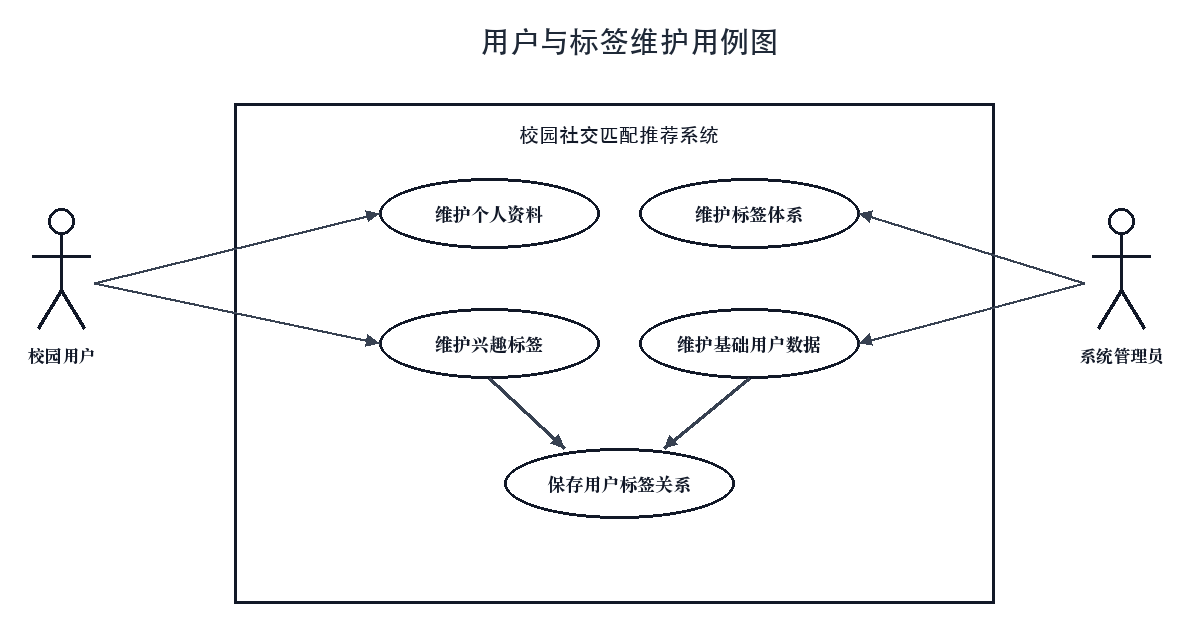 用户与标签维护用例图
校园社交匹配推荐系统
维护个人资料
维护标签体系
校园用户
维护兴趣标签
维护基础用户数据
系统管理员
保存用户标签关系